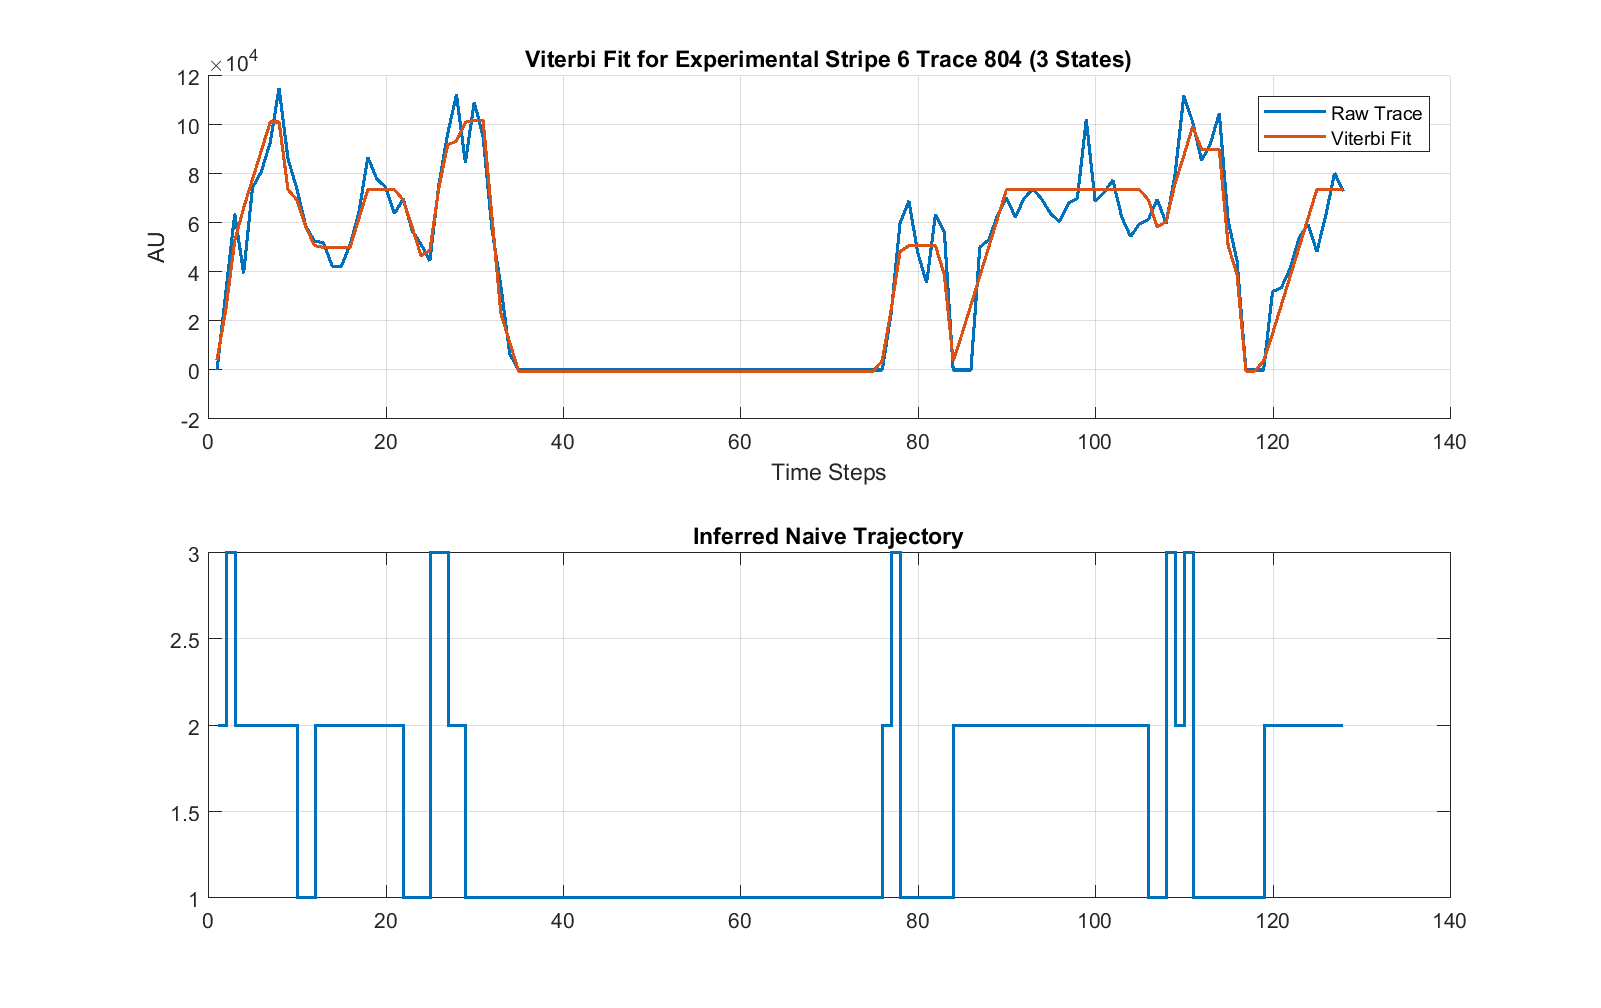 Viterbi Fit for Experimental Stripe 6 Trace 804 (3 States)
×10^4
12
10
8
6
4
2
0
-2
AU
Raw Trace
Viterbi Fit
0 20 40 60 80 100 120 140
Time Steps
Inferred Naive Trajectory
3
2.5
2
1.5
1
0 20 40 60 80 100 120 140